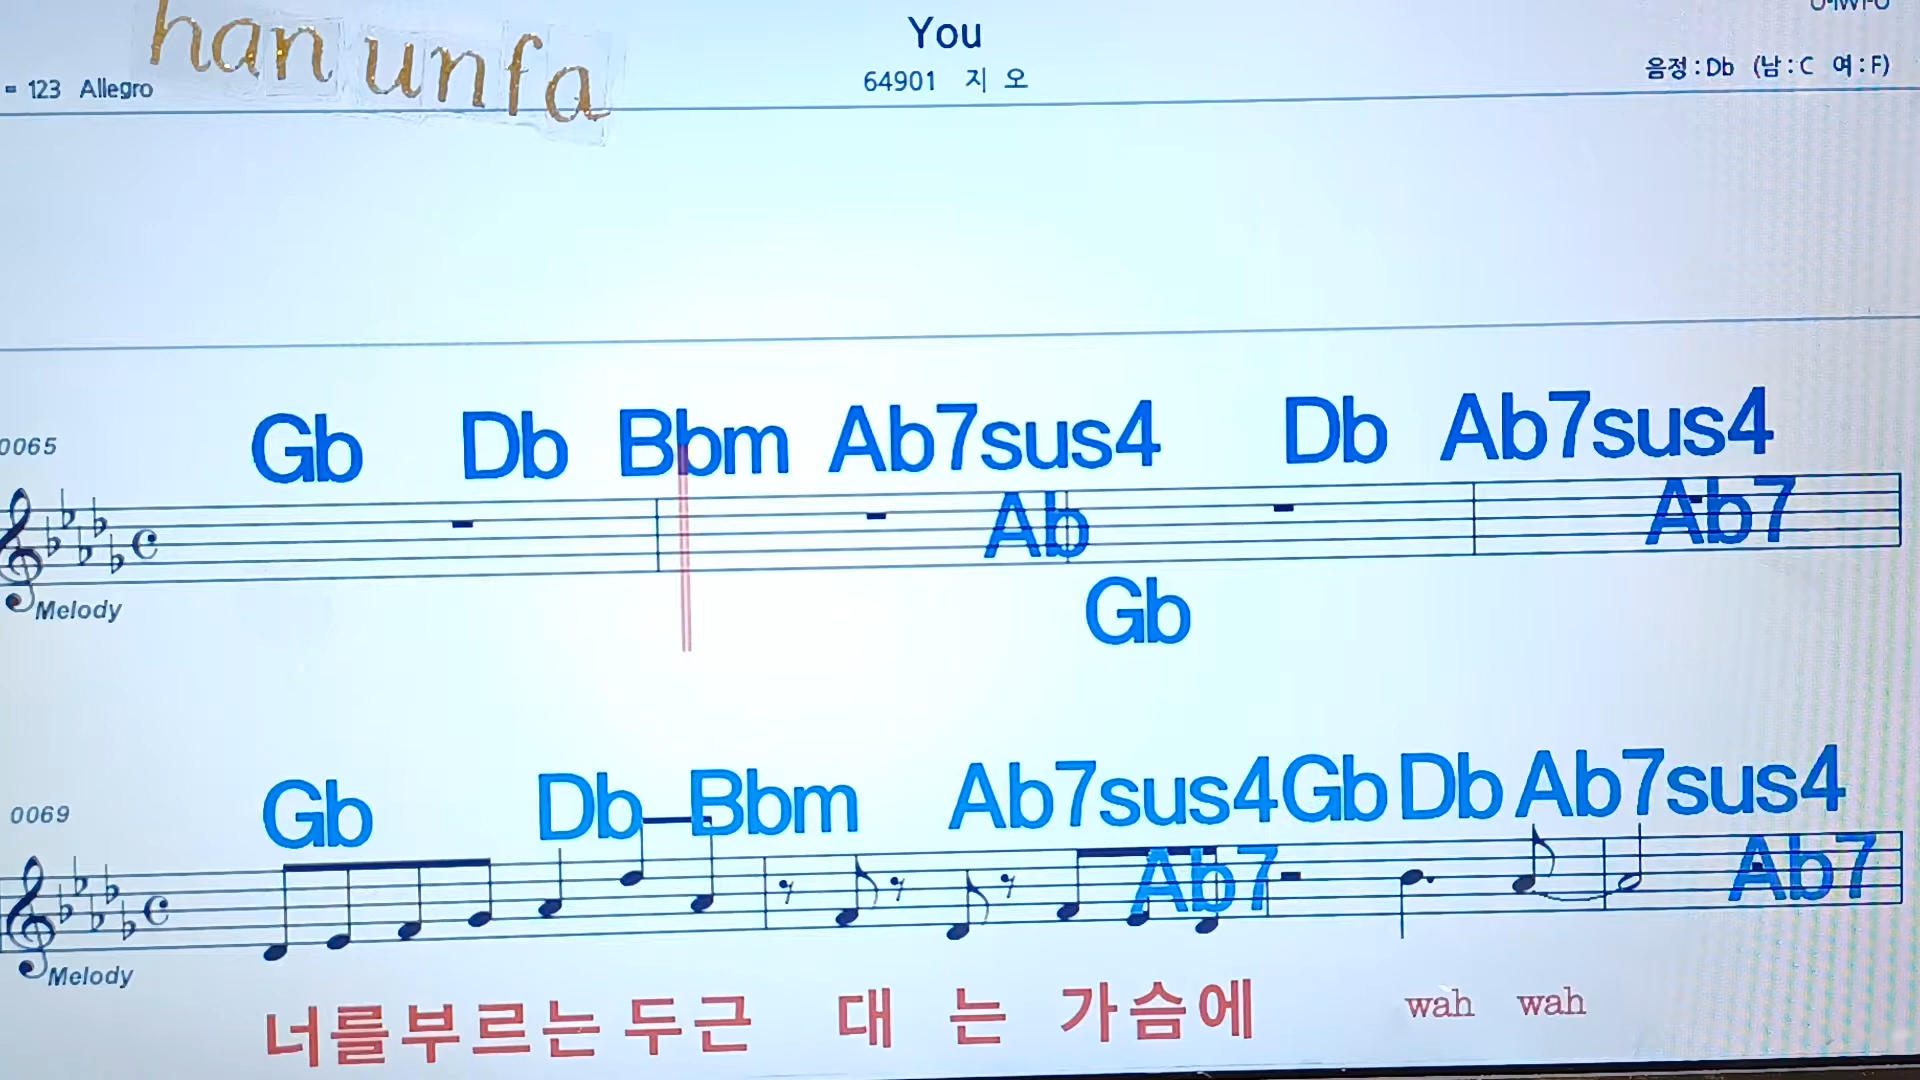 han unfa
You
= 123 Allegro
64901 지 오
음정 : Db (남 : C 여 : F)
0065
Gb Db Bbm Ab7sus4 Db Ab7sus4
Ab Ab7
Gb
Melody
0069
Gb Db Bbm Ab7sus4 Gb Db Ab7sus4
Ab7 Ab7
Melody
너를부르는 두근 대 는 가슴에 wah wah